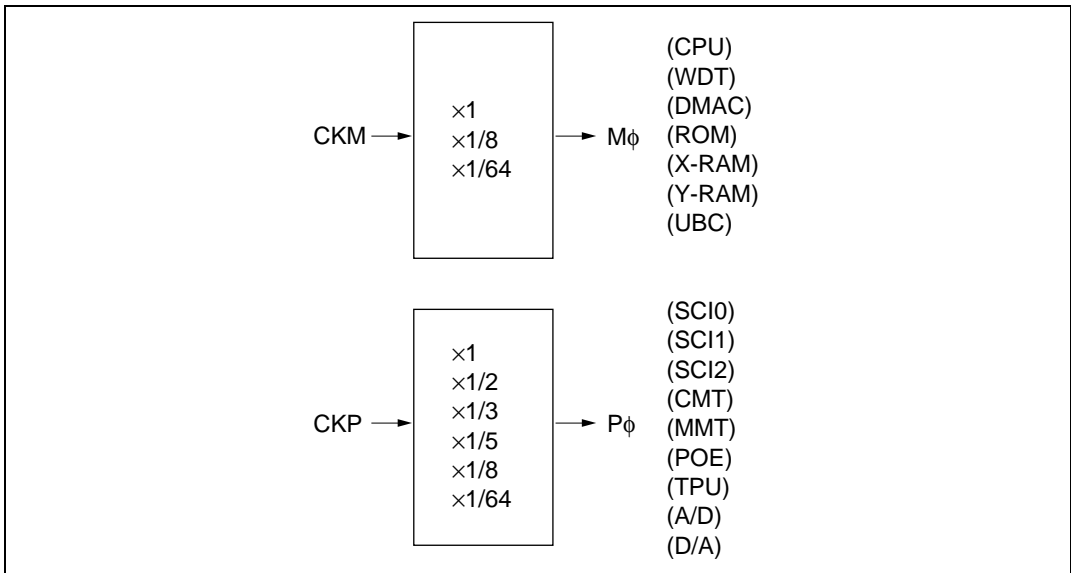 CKM
×1
×1/8
×1/64
Mϕ
(CPU)
(WDT)
(DMAC)
(ROM)
(X-RAM)
(Y-RAM)
(UBC)
CKP
×1
×1/2
×1/3
×1/5
×1/8
×1/64
Pϕ
(SCI0)
(SCI1)
(SCI2)
(CMT)
(MMT)
(POE)
(TPU)
(A/D)
(D/A)